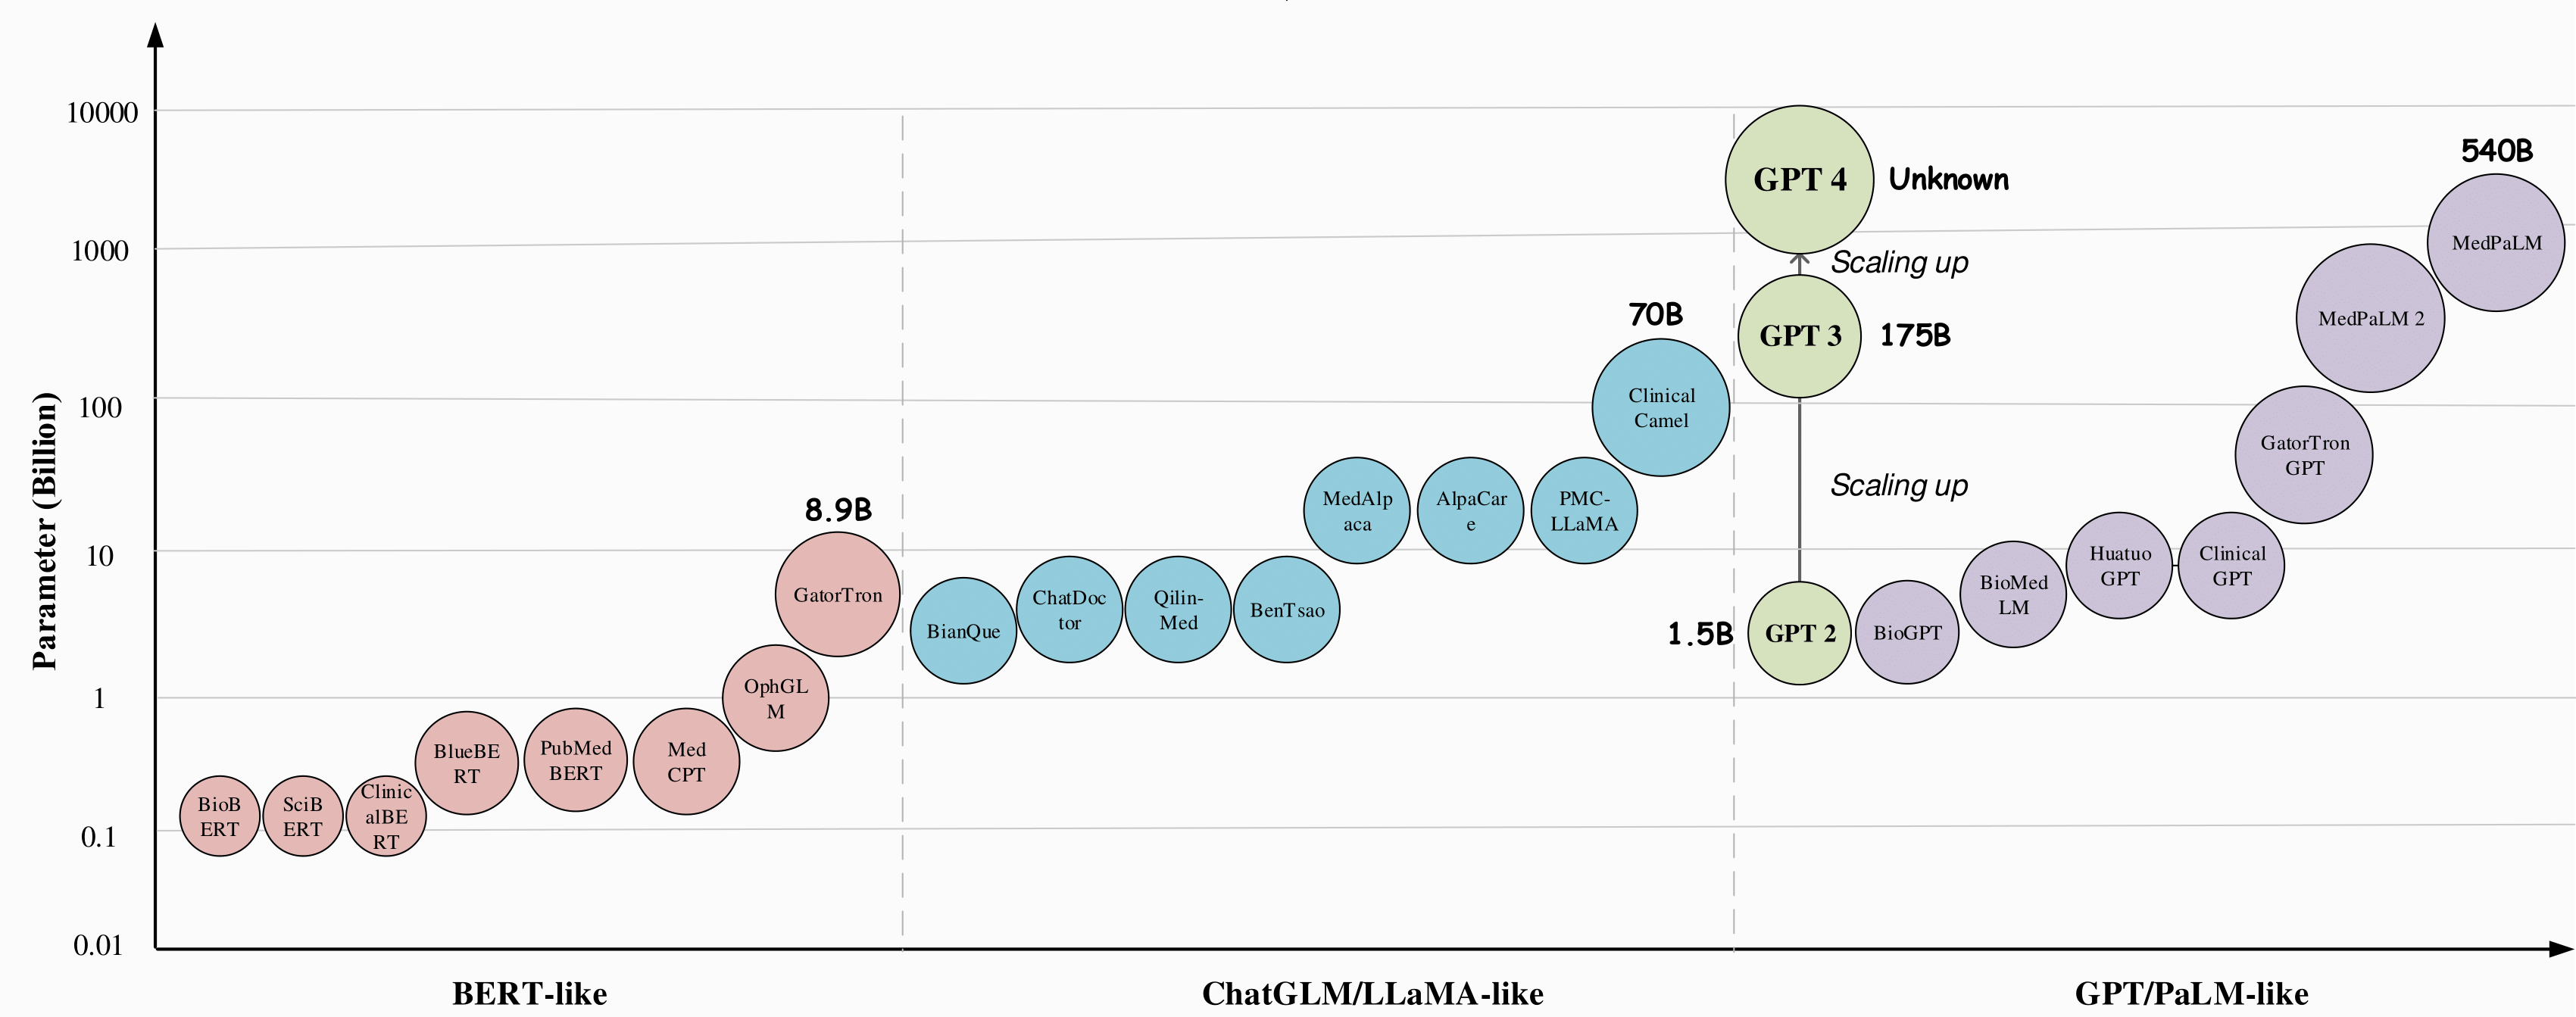 10000
1000
100
10
1
0.1
0.01
Parameter (Billion)
BioB
ERT
SciB
ERT
Clinic
alBE
RT
BlueBE
RT
PubMed
BERT
Med
CPT
OphGL
M
8.9B
GatorTron
BianQue
ChatDoc
tor
Qilin-
Med
BenTsao
MedAlp
aca
AlpaCar
e
PMC-
LLaMA
70B
Clinical
Camel
GPT 4
Unknown
Scaling up
GPT 3
175B
Scaling up
1.5B
GPT 2
BioGPT
BioMed
LM
Huatuo
GPT
Clinical
GPT
GatorTron
GPT
MedPaLM 2
540B
MedPaLM
BERT-like
ChatGLM/LLaMA-like
GPT/PaLM-like